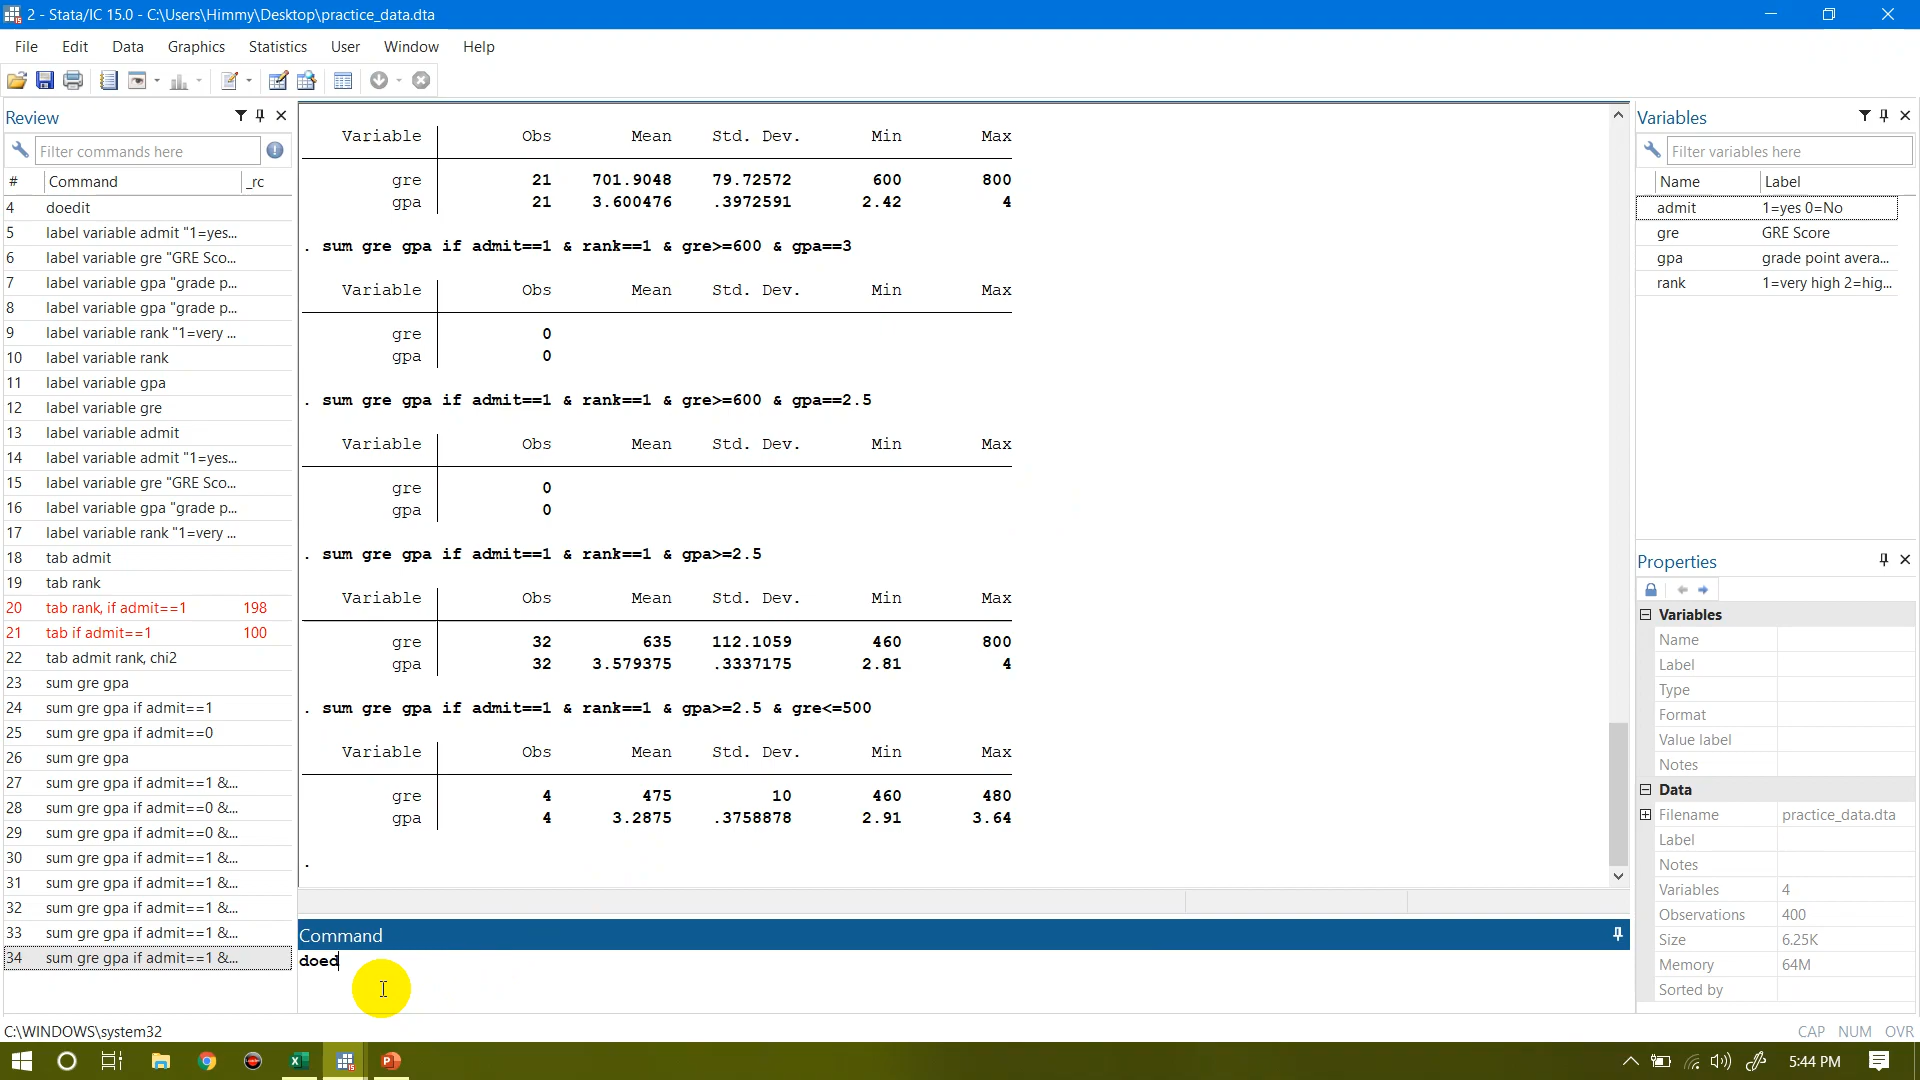 2 - Stata/IC 15.0 - C:\Users\Himmy\Desktop\practice_data.dta
File Edit Data Graphics Statistics User Window Help
Review
Filter commands here
# Command _rc
4 doedit
5 label variable admit "1=yes...
6 label variable gre "GRE Sco...
7 label variable gpa "grade p...
8 label variable gpa "grade p...
9 label variable rank "1=very ...
10 label variable rank
11 label variable gpa
12 label variable gre
13 label variable admit
14 label variable admit "1=yes...
15 label variable gre "GRE Sco...
16 label variable gpa "grade p...
17 label variable rank "1=very ...
18 tab admit
19 tab rank
20 tab rank, if admit==1 198
21 tab if admit==1 100
22 tab admit rank, chi2
23 sum gre gpa
24 sum gre gpa if admit==1
25 sum gre gpa if admit==0
26 sum gre gpa
27 sum gre gpa if admit==1 &...
28 sum gre gpa if admit==0 &...
29 sum gre gpa if admit==0 &...
30 sum gre gpa if admit==1 &...
31 sum gre gpa if admit==1 &...
32 sum gre gpa if admit==1 &...
33 sum gre gpa if admit==1 &...
34 sum gre gpa if admit==1 &...
Variable Obs Mean Std. Dev. Min Max
gre 21 701.9048 79.72572 600 800
gpa 21 3.600476 .3972591 2.42 4
. sum gre gpa if admit==1 & rank==1 & gre>=600 & gpa==3
Variable Obs Mean Std. Dev. Min Max
gre 0
gpa 0
. sum gre gpa if admit==1 & rank==1 & gre>=600 & gpa==2.5
Variable Obs Mean Std. Dev. Min Max
gre 0
gpa 0
. sum gre gpa if admit==1 & rank==1 & gpa>=2.5
Variable Obs Mean Std. Dev. Min Max
gre 32 635 112.1059 460 800
gpa 32 3.579375 .3337175 2.81 4
. sum gre gpa if admit==1 & rank==1 & gpa>=2.5 & gre<=500
Variable Obs Mean Std. Dev. Min Max
gre 4 475 10 460 480
gpa 4 3.2875 .3758878 2.91 3.64
.
Command
doed
Variables
Filter variables here
Name Label
admit 1=yes 0=No
gre GRE Score
gpa grade point avera...
rank 1=very high 2=hig...
Properties
Variables
Name
Label
Type
Format
Value label
Notes
Data
Filename practice_data.dta
Label
Notes
Variables 4
Observations 400
Size 6.25K
Memory 64M
Sorted by
C:\WINDOWS\system32
CAP NUM OVR
5:44 PM